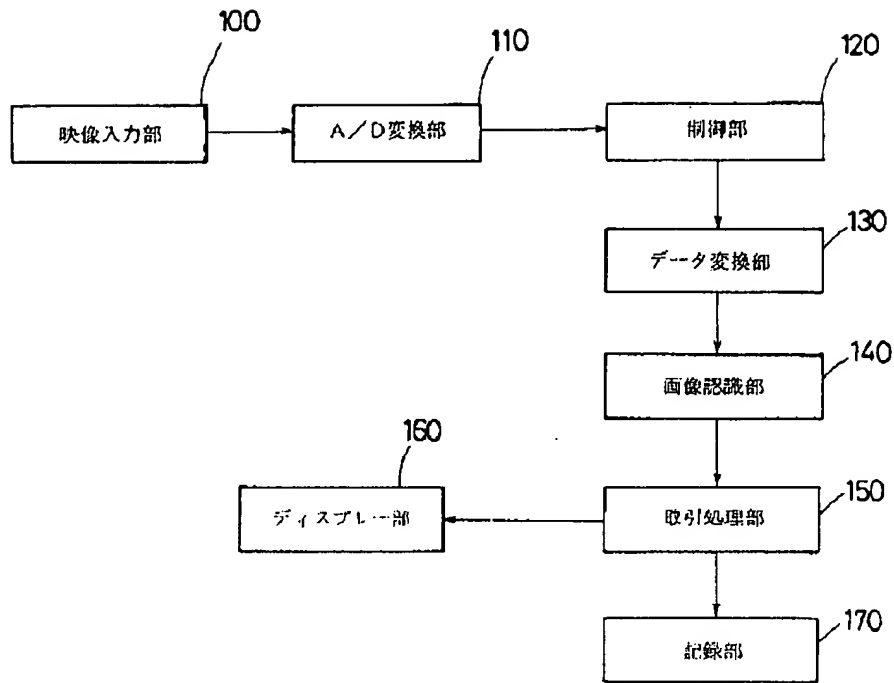 100
110
120
映像入力部
A/D変換部
制御部
130
データ変換部
140
画像認識部
160
150
ディスプレー部
取引処理部
170
記録部